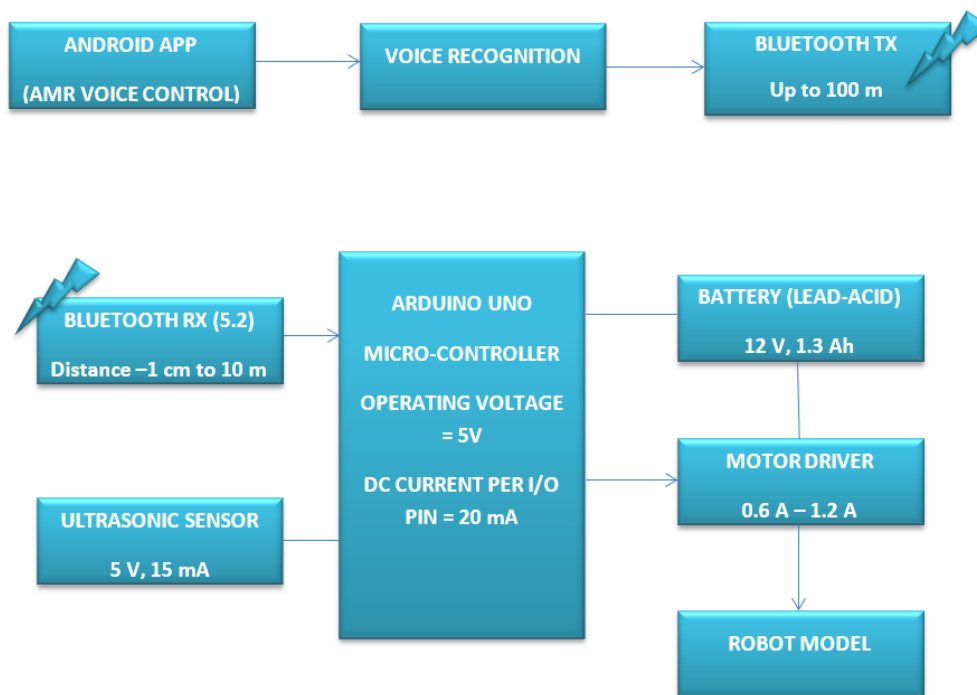 ANDROID APP
(AMR VOICE CONTROL)
VOICE RECOGNITION
BLUETOOTH TX
Up to 100 m
BLUETOOTH RX (5.2)
Distance –1 cm to 10 m
ULTRASONIC SENSOR
5 V, 15 mA
ARDUINO UNO
MICRO-CONTROLLER
OPERATING VOLTAGE
= 5V
DC CURRENT PER I/O
PIN = 20 mA
BATTERY (LEAD-ACID)
12 V, 1.3 Ah
MOTOR DRIVER
0.6 A – 1.2 A
ROBOT MODEL